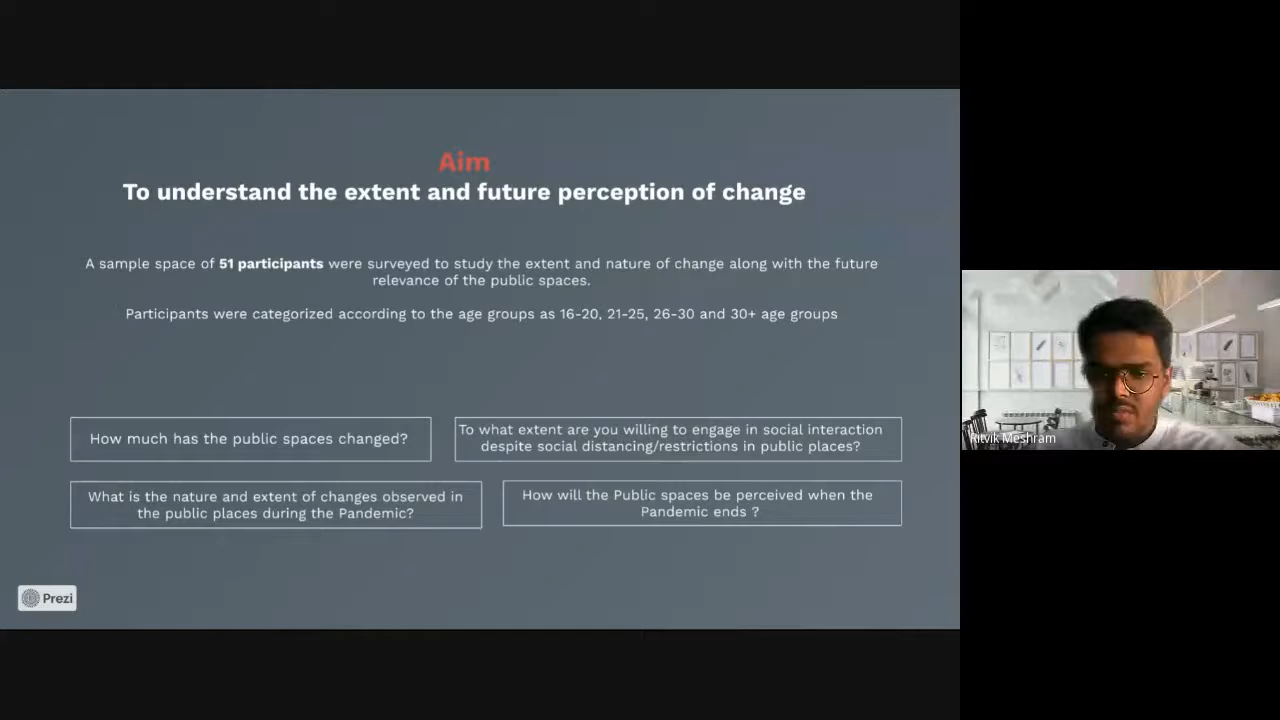 Aim
To understand the extent and future perception of change
A sample space of 51 participants were surveyed to study the extent and nature of change along with the future
relevance of the public spaces.
Participants were categorized according to the age groups as 16-20, 21-25, 26-30 and 30+ age groups
How much has the public spaces changed?
To what extent are you willing to engage in social interaction
despite social distancing/restrictions in public places?
What is the nature and extent of changes observed in
the public places during the Pandemic?
How will the Public spaces be perceived when the
Pandemic ends ?
Prezi
Ritvik Meshram